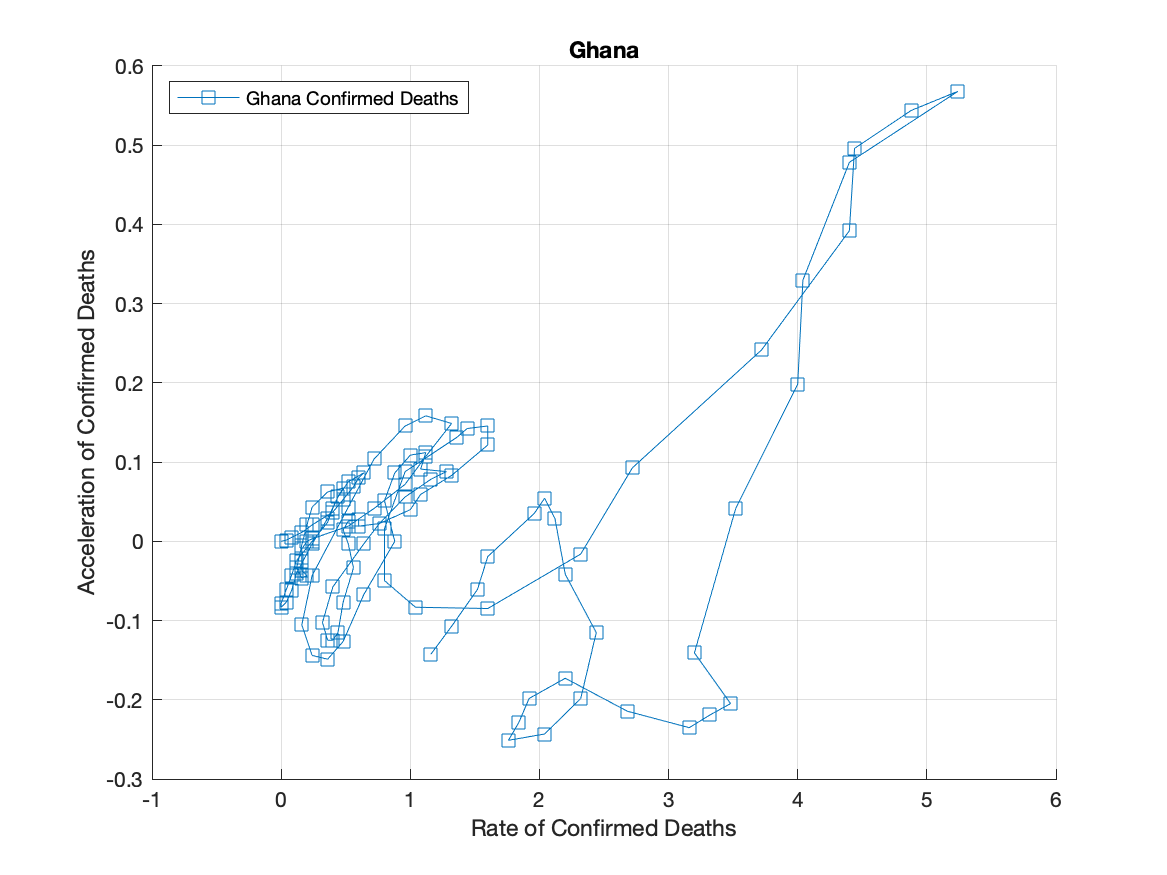 Ghana
Ghana Confirmed Deaths
0.6
0.5
0.4
0.3
0.2
0.1
0
-0.1
-0.2
-0.3
Acceleration of Confirmed Deaths
-1 0 1 2 3 4 5 6
Rate of Confirmed Deaths